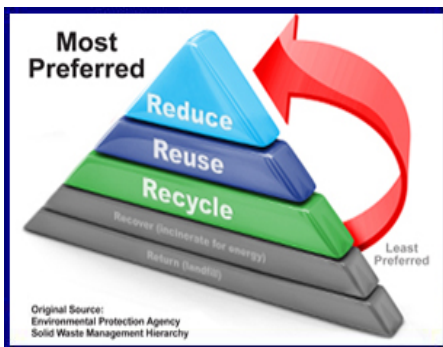 Most
Preferred
Reduce
Reuse
Recycle
Recover (incinerate for energy)
Return (landfill)
Least
Preferred
Original Source:
Environmental Protection Agency
Solid Waste Management Hierarchy